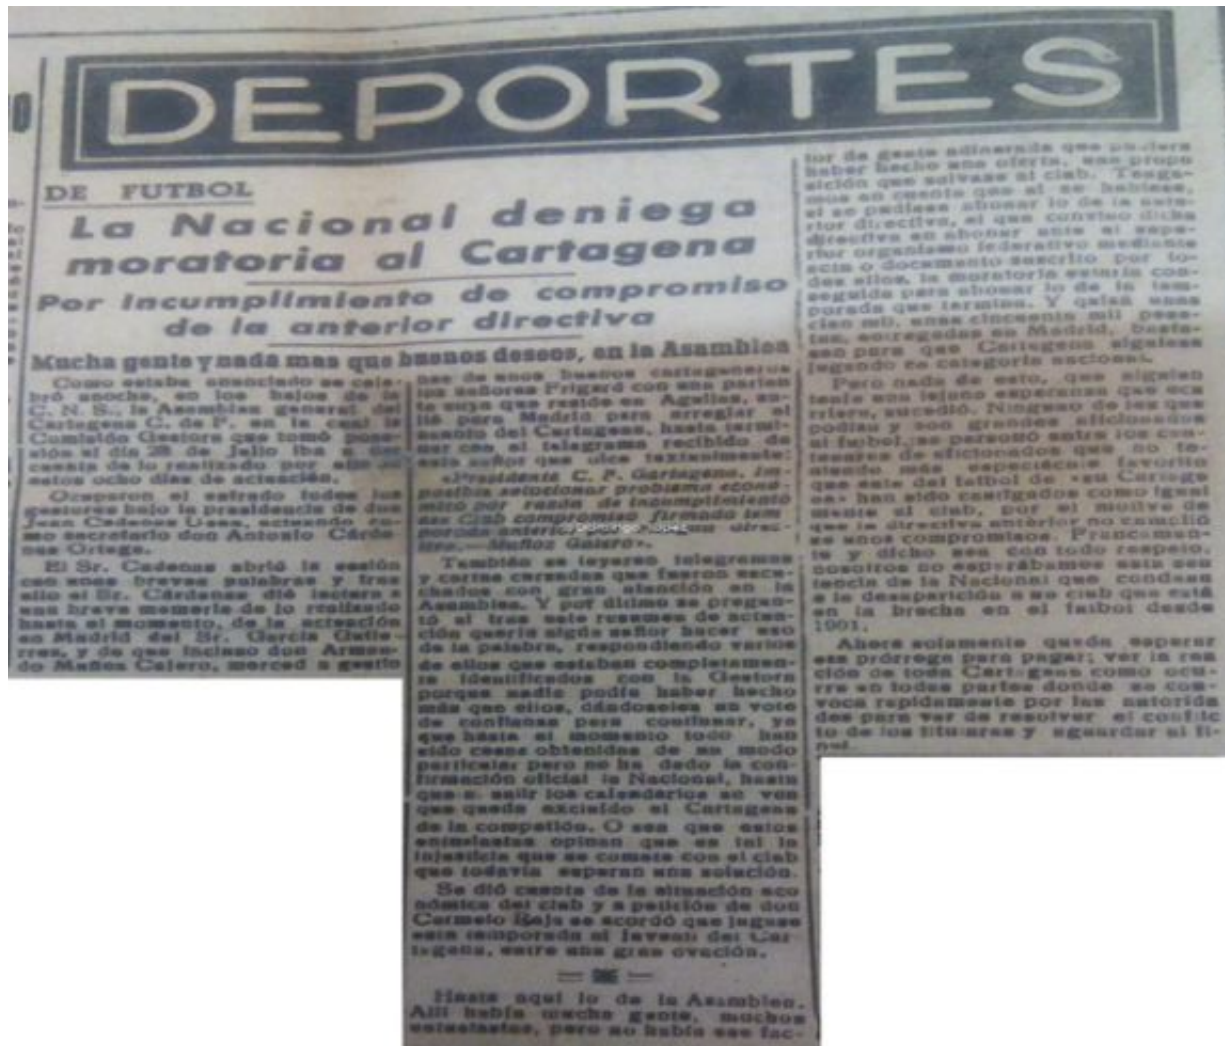 DEPORTES
DE FUTBOL
La Nacional deniega
moratoria al Cartagena
Por incumplimiento de compromiso
de la anterior directiva
Mucha gente y nada mas que buenos deseos, en la Asamblea
Como estaba anunciado se cele-
bró anoche, en los bajos de la
C. N. S., la Asamblea general del
Cartagena C. de F. en la cual la
Comisión Gestora que tomó pose-
sión el día 28 de Julio iba a dar
cuenta de lo realizado por ella en
estos ocho días de actuación.
Ocuparon el estrado todos los
gestores bajo la presidencia de don
Juan Cadenas actuando co-
mo secretario don Antonio Cárde
nas Ortega.
El Sr. Cadenas abrió la sesión
con unas breves palabras y tras
ello el Sr. Cárdenas dió lectura a
una breve memoria de lo realizado
hasta el momento, de la actuación
en Madrid del Sr. García Gutie-
rrez, y de que incluso don Arman-
do Muñoz Calero, merced a gestio
nes de unos buenos cartageneros
los señores Frigard con una parien
te suya que reside en Aguilas, sa-
lió para Madrid para arreglar el
asunto del Cartagena, hasta termi-
nar con el telegrama recibido de
este señor que dice textualmente:
«Presidente C. F. Cartagena. Im-
posible solucionar problema econó-
mico por razón de incumplimiento
ese Club compromiso firmado tem-
porada anterior por misma direc-
tiva.—Muñoz Calero».
/Domingo_lopez_
También se leyeron telegramas
y cartas cursadas que fueron escu-
chados con gran atención en la
Asamblea. Y por último se pregun-
tó si tras este resumen de actua-
ción quería algún señor hacer uso
de la palabra, respondiendo varios
de ellos que estaban completamen-
te identificados con la Gestora
porque nadie podía haber hecho
más que ellos, dándoseles un voto
de confianza para continuar, ya
que hasta el momento todo han
sido cosas obtenidas de un modo
particular pero no ha dado la con-
firmación oficial la Nacional, hasta
que al salir los calendarios se vea
que queda excluido el Cartagena
de la competión. O sea que estos
entusiastas opinan que es tal la
injusticia que se comete con el club
que todavía esperan una solución.
Se dió cuenta de la situación eco
nómica del club y a petición de don
Carmelo Roja se acordó que jugase
esta temporada el Juvenil del Car-
tagena, entre una gran ovación.
Hasta aquí lo de la Asamblea.
Allí había mucha gente, muchos
entusiastas, pero no había ese fac-
tor de gente adinerada que pudiera
haber hecho una oferta, una propo
sición que salvase al club. Tenga-
mos en cuenta que si se hubiese,
si se pudiese abonar lo de la ante-
rior directiva, el que convino dicha
directiva en abonar ante el supe-
rior organismo federativo mediante
acta o documento suscrito por to-
dos ellos, la moratoria estaría con-
seguida para abonar lo de la tem-
porada que termina. Y quizá unas
cien mil, unas cincuenta mil pese-
tas, entregadas en Madrid, basta-
sen para que Cartagena siguiese
jugando en categoría nacional.
Pero nada de esto, que alguien
tenía una lejana esperanza que ocu
rriera, sucedió. Ninguno de los que
podían y son grandes aficionados
al futbol, se personó entre los cen-
tenares de aficionados que no te-
niendo más espectáculo favorito
que este del futbol de «su Cartage
na» han sido castigados como igual
mente el club, por el motivo de
que la directiva anterior no cumplió
unos compromisos. Francamen-
te y dicho sea con todo respeto,
nosotros no esperábamos esta sen
tencia de la Nacional que condena
a la desaparición a un club que está
en la brecha en el futbol desde
1901.
Ahora solamente queda esperar
esa prórroga para pagar; ver la reac
ción de toda Cartagena como ocu-
rre en todas partes donde se con-
voca rapidamente por las autorida
des para ver de resolver el conflic
to de los titulares y aguardar al fi-
nal.